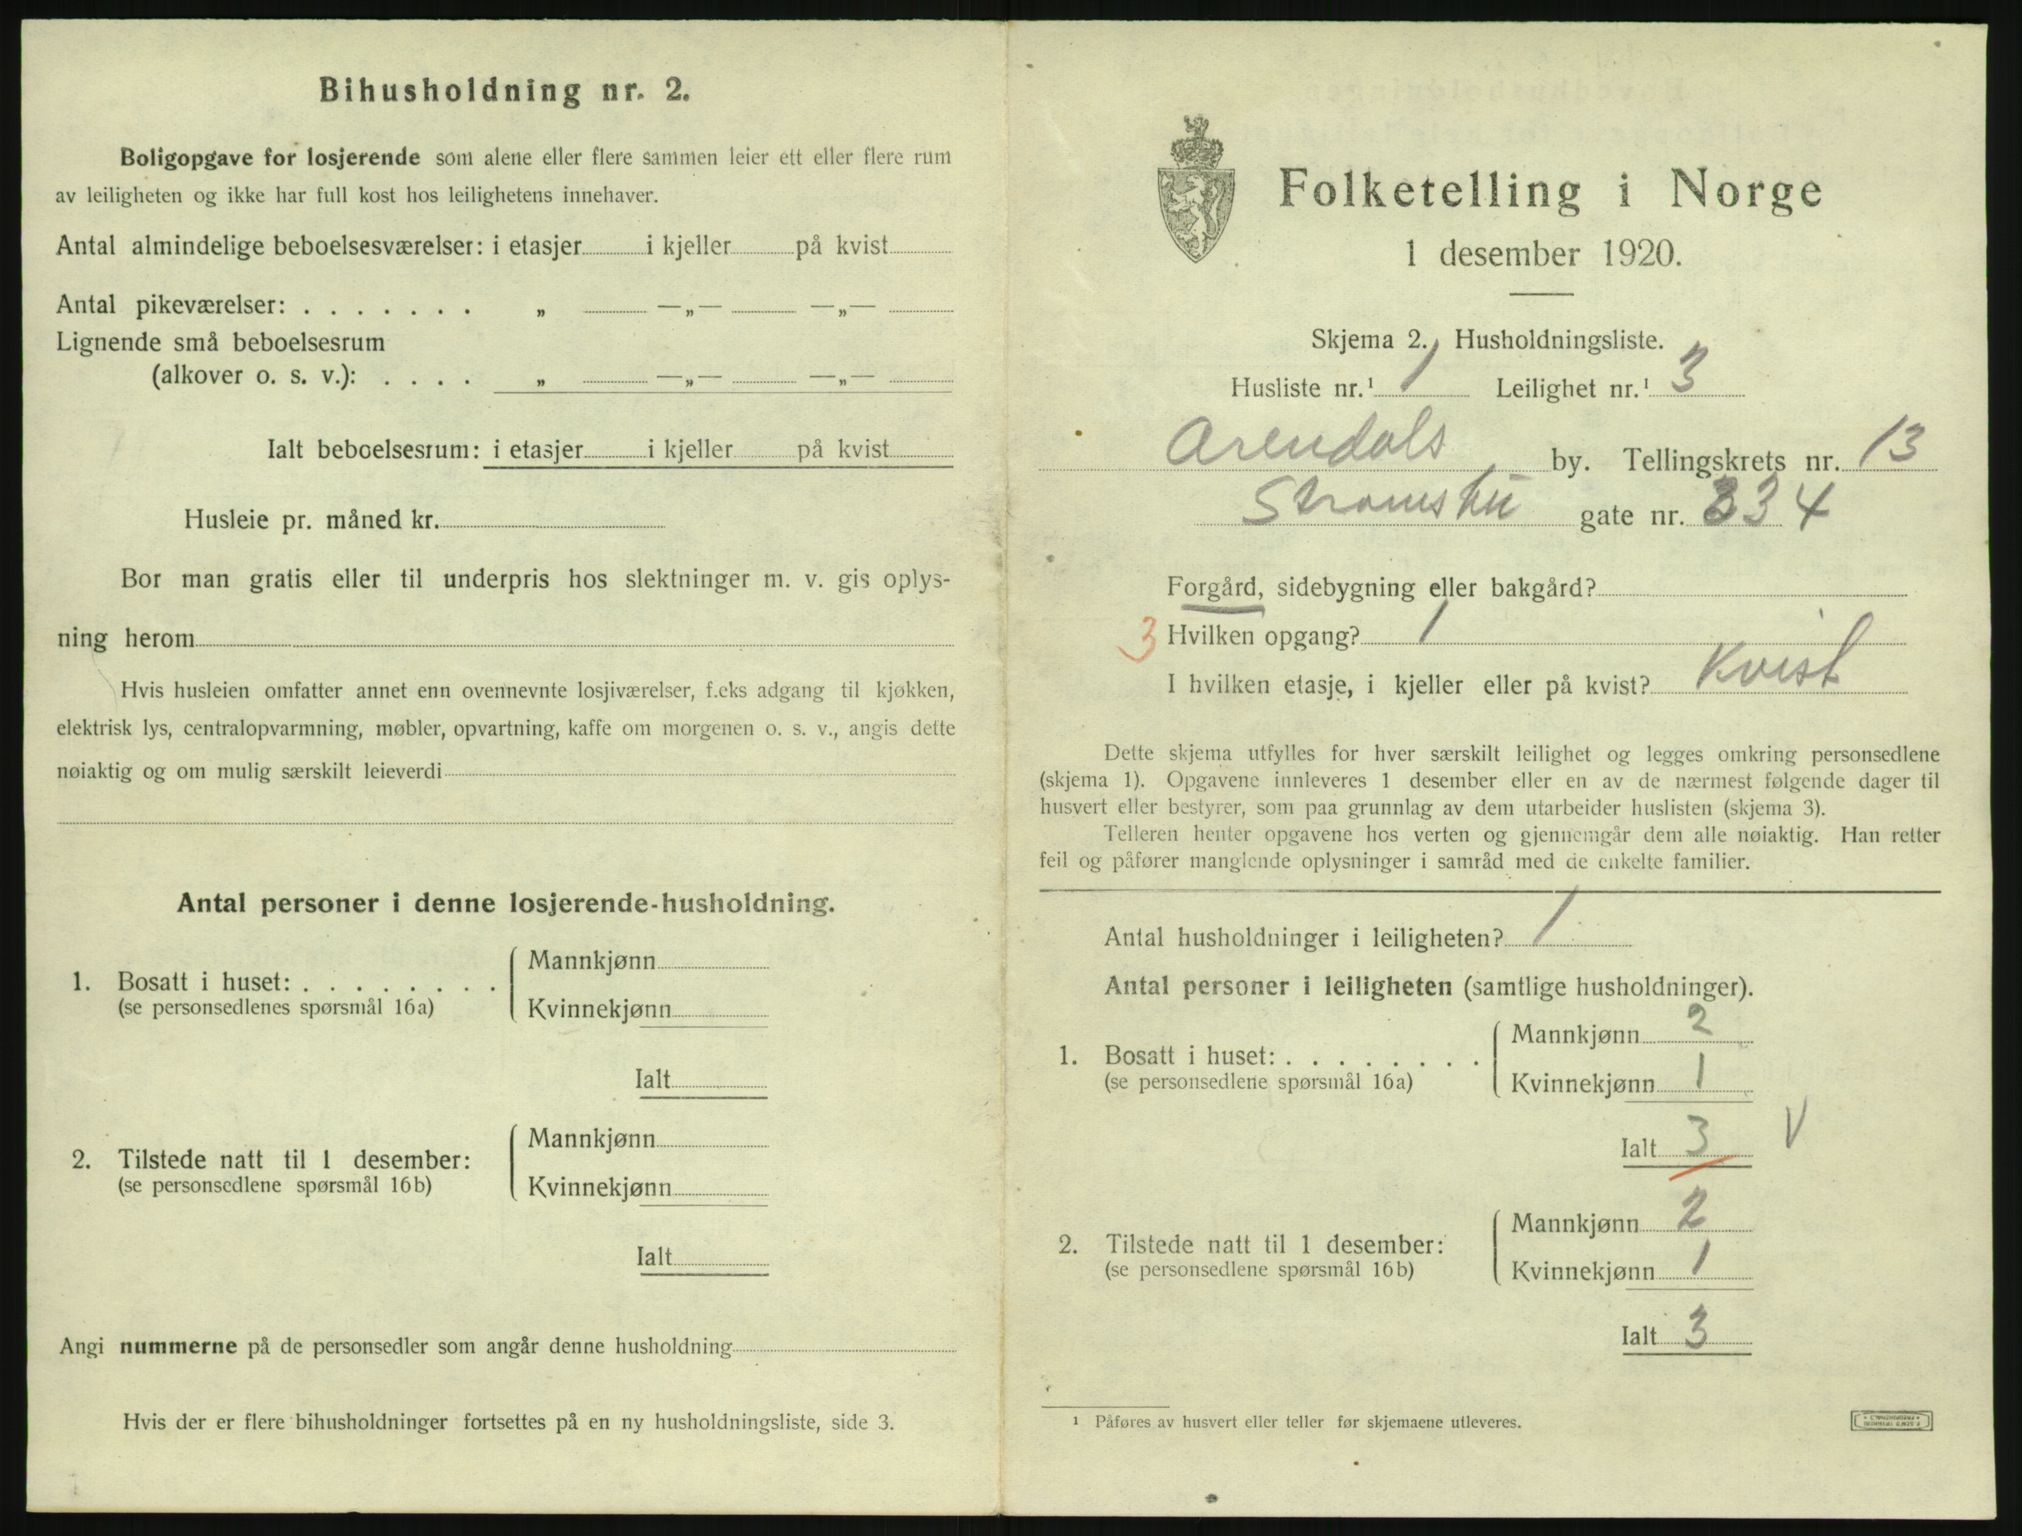 Bihusholdning nr. 2.
Boligopgave for losjerende som alene eller flere sammen leier ett eller flere rum
av leiligheten og ikke har full kost hos leilighetens innehaver.
Antal almindelige beboelsesværelser: i etasjer i kjeller på kvist
Antal pikeværelser: . . . . . . . „ —„— —„—
Lignende små beboelsesrum
(alkover o. s. v.): . . . . „ —„— —„—
Ialt beboelsesrum: i etasjer i kjeller på kvist
Husleie pr. måned kr.
Bor man gratis eller til underpris hos slektninger m. v. gis oplys-
ning herom
Hvis husleien omfatter annet enn ovennevnte losjiværelser, f.eks adgang til kjøkken,
elektrisk lys, centralopvarmning, møbler, opvartning, kaffe om morgenen o. s. v., angis dette
nøiaktig og om mulig særskilt leieverdi
Antal personer i denne losjerende-husholdning.
1. Bosatt i huset: . . . . . . . . Mannkjønn
(se personsedlenes spørsmål 16a) Kvinnekjønn
Ialt
2. Tilstede natt til 1 desember: Mannkjønn
(se personsedlene spørsmål 16b) Kvinnekjønn
Ialt
Angi nummerne på de personsedler som angår denne husholdning
Hvis der er flere bihusholdninger fortsettes på en ny husholdningsliste, side 3.
Folketelling i Norge
1 desember 1920.
Skjema 2. Husholdningsliste.
Husliste nr.¹ 1 Leilighet nr.¹ 3
Arendals by. Tellingskrets nr. 13
gate nr. 334
Forgård, sidebygning eller bakgård?
3 Hvilken opgang? 1
I hvilken etasje, i kjeller eller på kvist? Kvist
Dette skjema utfylles for hver særskilt leilighet og legges omkring personsedlene
(skjema 1). Opgavene innleveres 1 desember eller en av de nærmest følgende dager til
husvert eller bestyrer, som paa grunnlag av dem utarbeider huslisten (skjema 3).
Telleren henter opgavene hos verten og gjennemgår dem alle nøiaktig. Han retter
feil og påfører manglende oplysninger i samråd med de enkelte familier.
Antal husholdninger i leiligheten? 1
Antal personer i leiligheten (samtlige husholdninger).
1. Bosatt i huset: . . . . . . . . Mannkjønn 2
(se personsedlene spørsmål 16a) Kvinnekjønn 1
Ialt 3 V
2. Tilstede natt til 1 desember: Mannkjønn 2
(se personsedlene spørsmål 16b) Kvinnekjønn 1
Ialt 3
¹ Påføres av husvert eller teller før skjemaene utleveres.